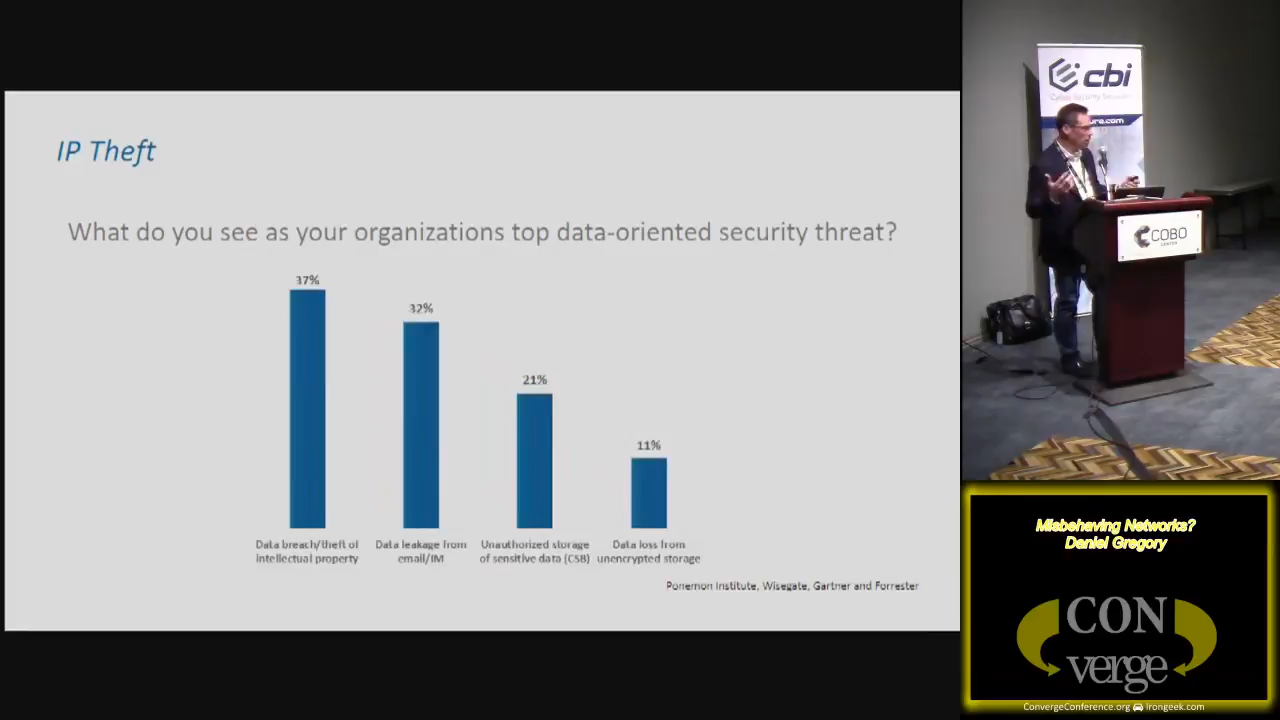 IP Theft
What do you see as your organizations top data-oriented security threat?
37%
32%
21%
11%
Data breach/theft of
intellectual property
Data leakage from
email/IM
Unauthorized storage
of sensitive data (CSB)
Data loss from
unencrypted storage
Ponemon Institute, Wisegate, Gartner and Forrester
cbi
COBO
CENTER
Misbehaving Networks?
Daniel Gregory
CON
verge
ConvergeConference.org Irongeek.com